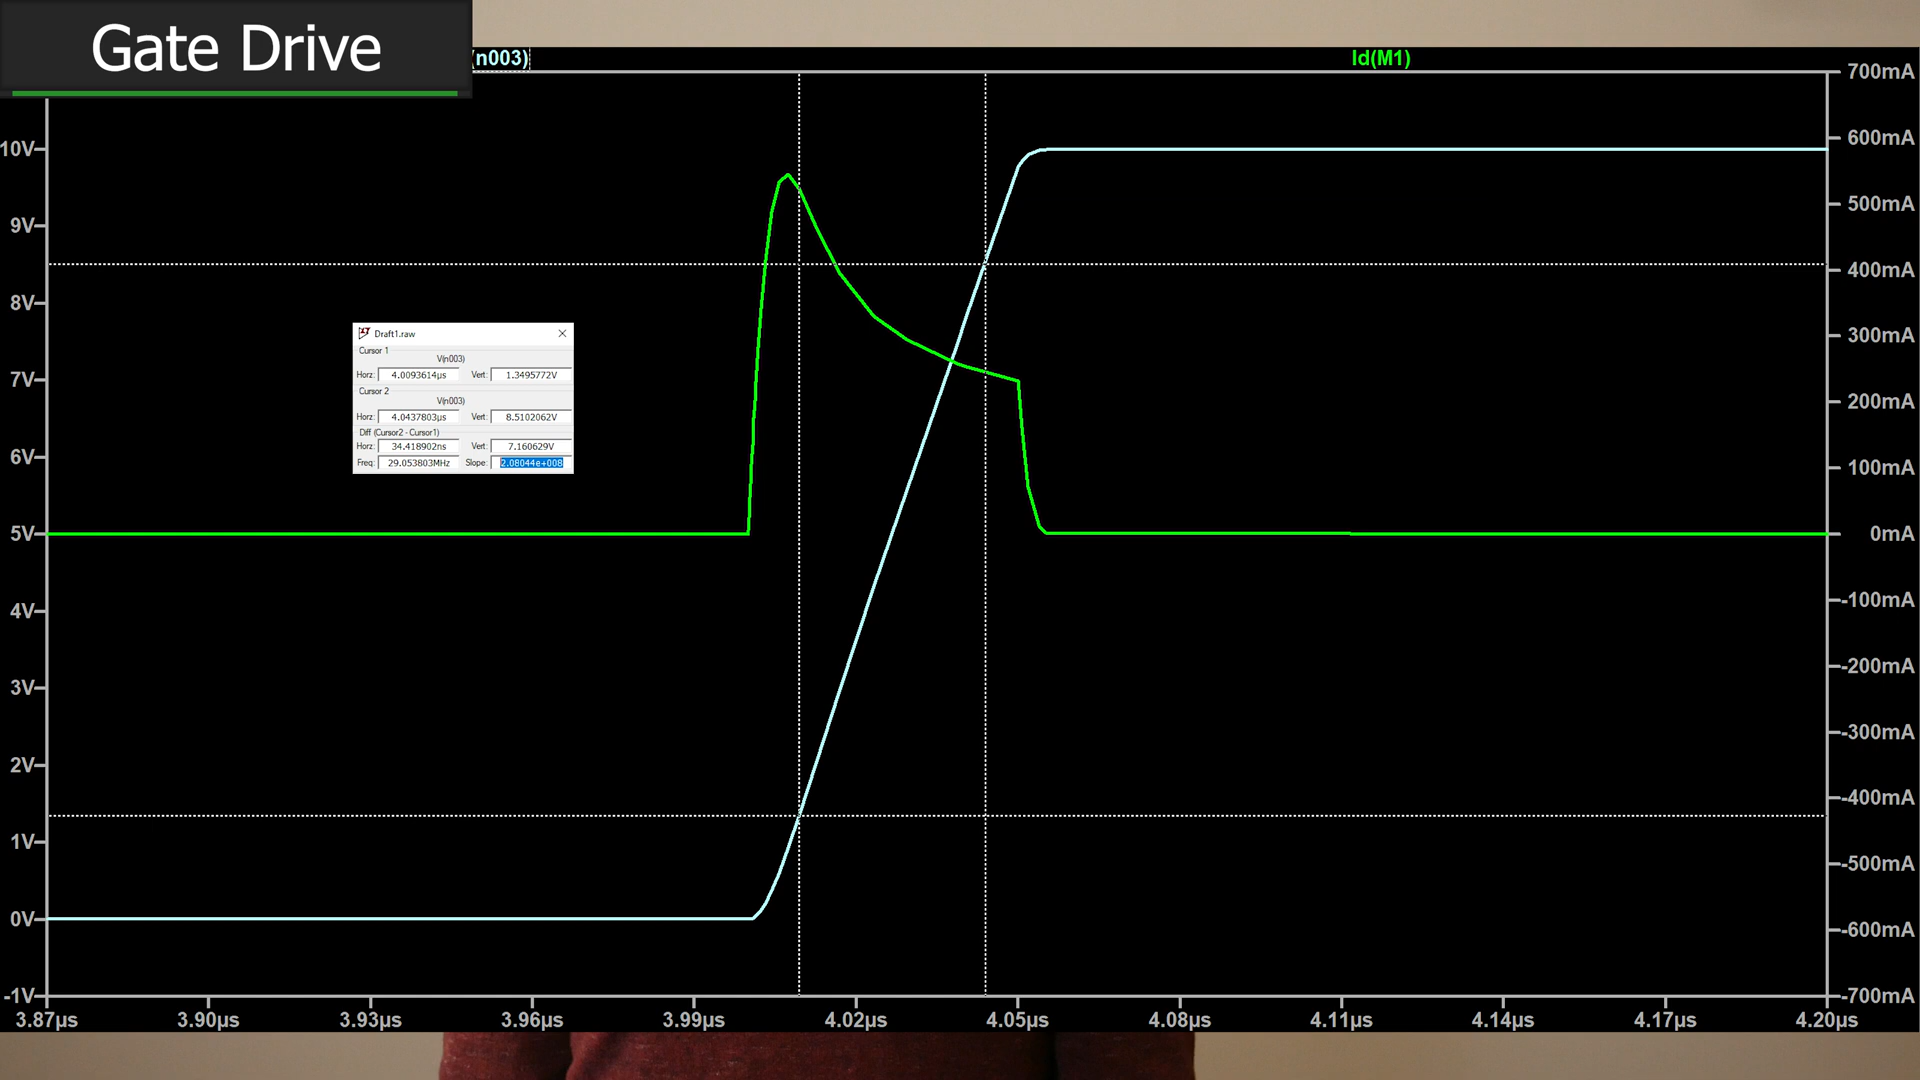 Gate Drive
(n003)
Id(M1)
700mA
600mA
500mA
400mA
300mA
200mA
100mA
0mA
-100mA
-200mA
-300mA
-400mA
-500mA
-600mA
-700mA
10V
9V
8V
7V
6V
5V
4V
3V
2V
1V
0V
-1V
Draft1.raw
Cursor 1
V(n003)
Horz: 4.0093614µs Vert: 1.3495772V
Cursor 2
V(n003)
Horz: 4.0437803µs Vert: 8.5102062V
Diff (Cursor2 - Cursor1)
Horz: 34.418902ns Vert: 7.160629V
Freq: 29.053803MHz Slope: 2.08044e+008
3.87µs 3.90µs 3.93µs 3.96µs 3.99µs 4.02µs 4.05µs 4.08µs 4.11µs 4.14µs 4.17µs 4.20µs